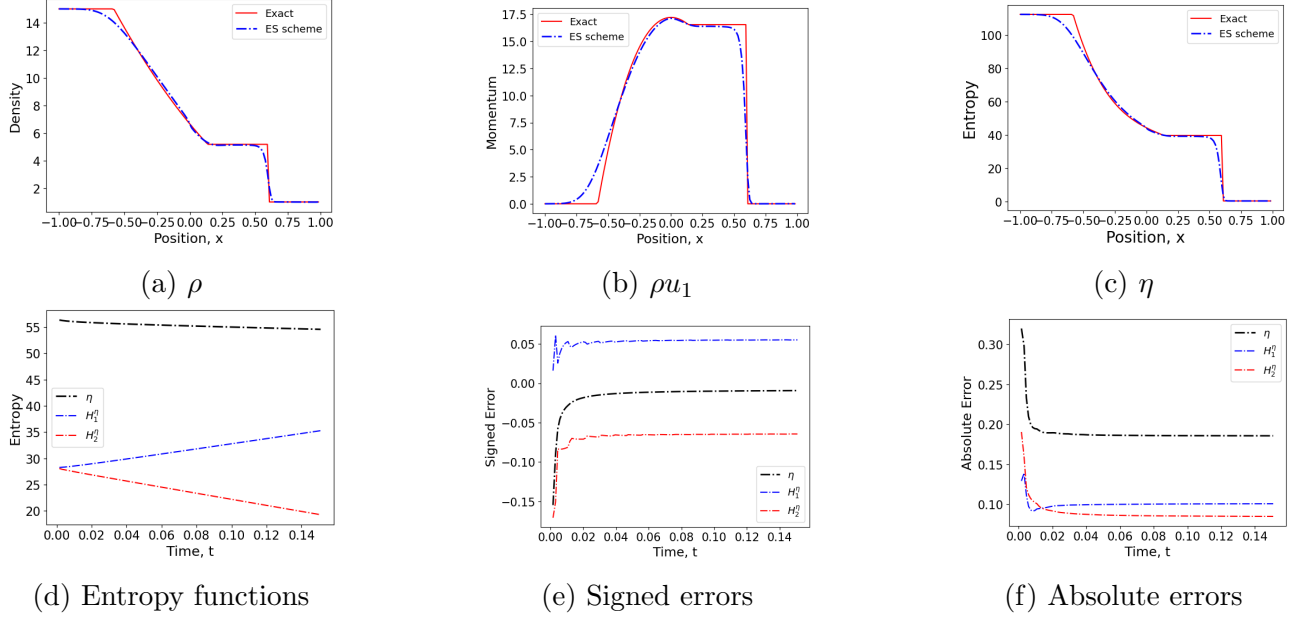 Density
14
12
10
8
6
4
2
Exact
ES scheme
−1.00−0.75−0.50−0.25 0.00 0.25 0.50 0.75 1.00
Position, x
(a) ρ
Momentum
17.5
15.0
12.5
10.0
7.5
5.0
2.5
0.0
Exact
ES scheme
−1.00−0.75−0.50−0.25 0.00 0.25 0.50 0.75 1.00
Position, x
(b) ρu₁
Entropy
100
80
60
40
20
0
Exact
ES scheme
−1.00−0.75−0.50−0.25 0.00 0.25 0.50 0.75 1.00
Position, x
(c) η
Entropy
55
50
45
40
35
30
25
20
η
H₁^η
H₂^η
0.00 0.02 0.04 0.06 0.08 0.10 0.12 0.14
Time, t
(d) Entropy functions
Signed Error
0.05
0.00
−0.05
−0.10
−0.15
η
H₁^η
H₂^η
0.00 0.02 0.04 0.06 0.08 0.10 0.12 0.14
Time, t
(e) Signed errors
Absolute Error
0.30
0.25
0.20
0.15
0.10
η
H₁^η
H₂^η
0.00 0.02 0.04 0.06 0.08 0.10 0.12 0.14
Time, t
(f) Absolute errors